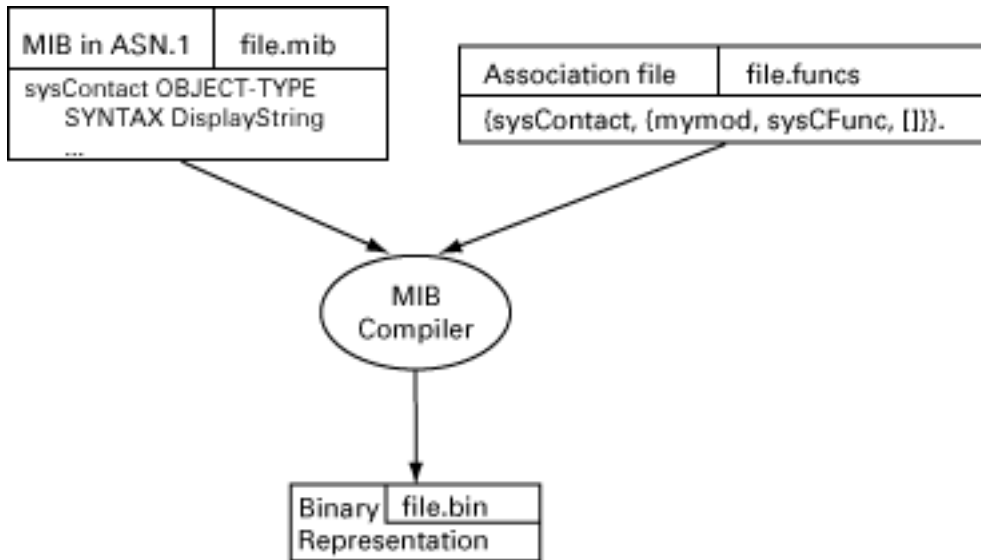 MIB in ASN.1 file.mib
sysContact OBJECT-TYPE
SYNTAX DisplayString
...
Association file file.funcs
{sysContact, {mymod, sysCFunc, []}}.
MIB
Compiler
Binary file.bin
Representation